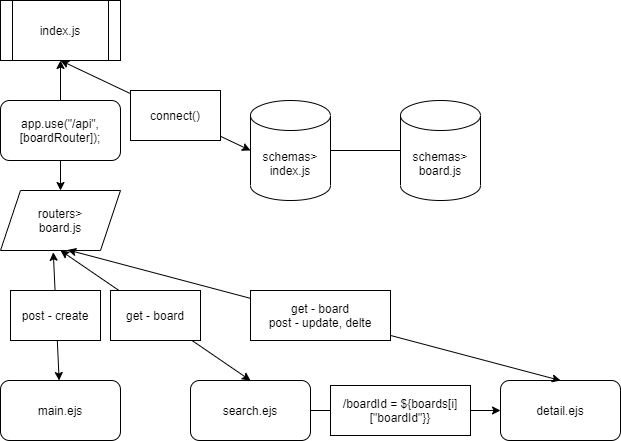 index.js
app.use("/api",
[boardRouter]);
connect()
schemas>
index.js
schemas>
board.js
routers>
board.js
post - create
get - board
get - board
post - update, delte
main.ejs
search.ejs
/boardId = ${boards[i]
["boardId"}}
detail.ejs